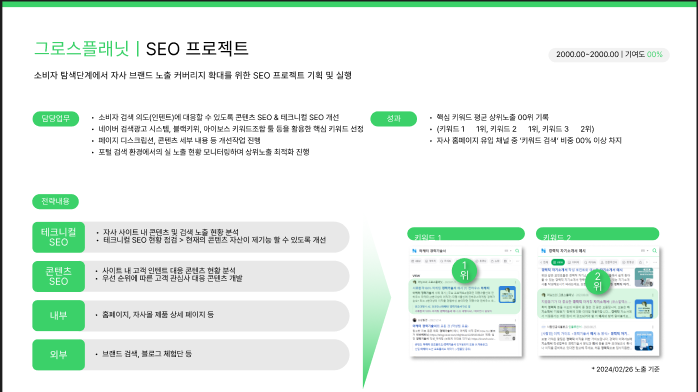 그로스플래닛 | SEO 프로젝트
2000.00~2000.00 | 기여도 00%
소비자 탐색단계에서 자사 브랜드 노출 커버리지 확대를 위한 SEO 프로젝트 기획 및 실행
담당업무
• 소비자 검색 의도(인텐트)에 대응할 수 있도록 콘텐츠 SEO & 테크니컬 SEO 개선
• 네이버 검색광고 시스템, 블랙키위, 아이보스 키워드조합 툴 등을 활용한 핵심 키워드 선정
• 페이지 디스크립션, 콘텐츠 세부 내용 등 개선작업 진행
• 포털 검색 환경에서의 실 노출 현황 모니터링하며 상위노출 최적화 진행
성과
• 핵심 키워드 평균 상위노출 00위 기록
• (키워드 1 1위, 키워드 2 1위, 키워드 3 2위)
• 자사 홈페이지 유입 채널 중 '키워드 검색' 비중 00% 이상 차지
전략내용
테크니컬
SEO
• 자사 사이트 내 콘텐츠 및 검색 노출 현황 분석
• 테크니컬 SEO 현황 점검 > 현재의 콘텐츠 자산이 제기능 할 수 있도록 개선
콘텐츠
SEO
• 사이트 내 고객 인텐트 대응 콘텐츠 현황 분석
• 우선 순위에 따른 고객 관심사 대응 콘텐츠 개발
내부
• 홈페이지, 자사몰 제품 상세 페이지 등
외부
• 브랜드 검색, 블로그 체험단 등
키워드 1
1
위
키워드 2
2
위
* 2024/02/26 노출 기준